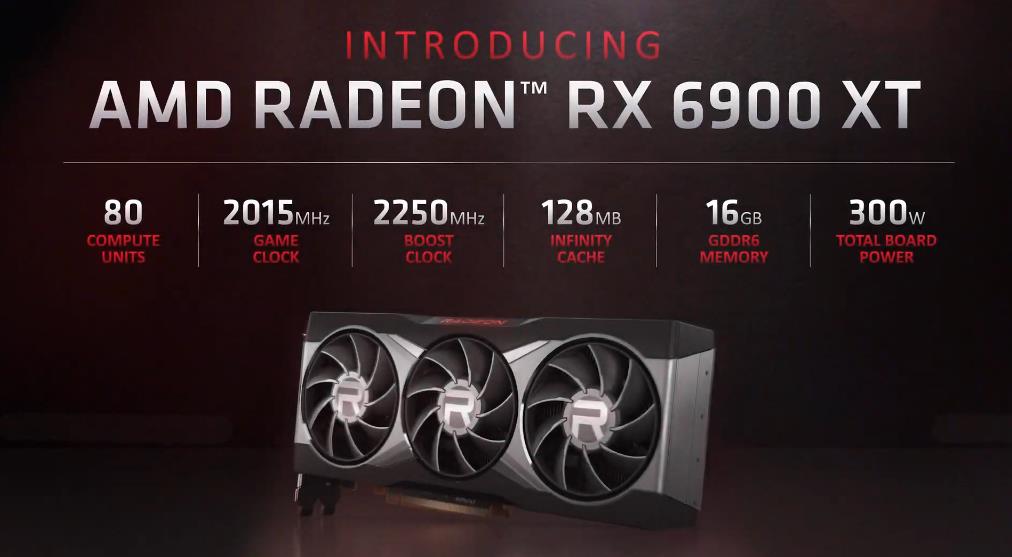 INTRODUCING
AMD RADEON™ RX 6900 XT
80
COMPUTE
UNITS
2015MHz
GAME
CLOCK
2250MHz
BOOST
CLOCK
128MB
INFINITY
CACHE
16GB
GDDR6
MEMORY
300W
TOTAL BOARD
POWER
RADEON
R
R
R